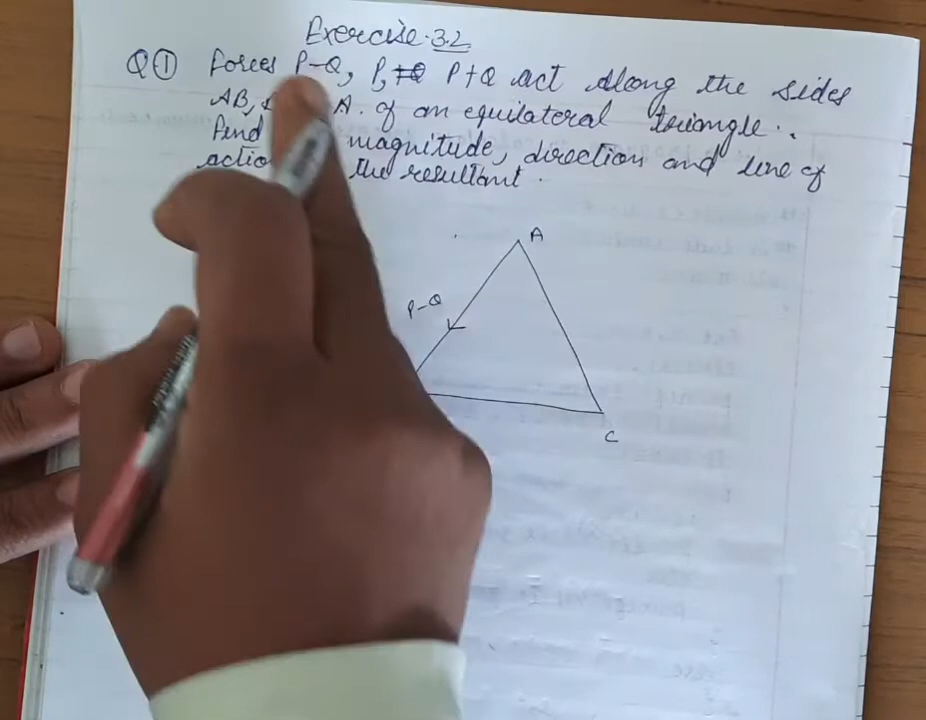 Exercise.3.2
Q① Forces P-Q, P, P+Q act along the sides
AB, A. of an equilateral triangle..
Find magnitude, direction and line of
the resultant.
A
P-Q
C